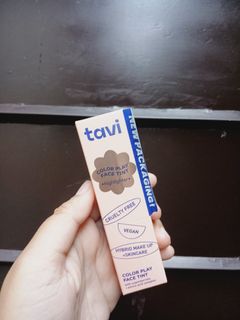 tavi
NEW PACKAGING!
COLOR PLAY
FACE TINT
CRUELTY FREE
VEGAN
HYBRID MAKE UP
+SKINCARE
COLOR PLAY
FACE TINT